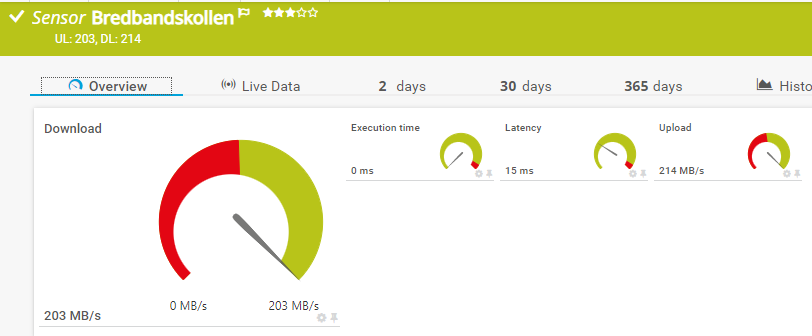 Sensor Bredbandskollen
UL: 203, DL: 214
Overview
Live Data
2 days
30 days
365 days
Histo
Download
0 MB/s
203 MB/s
203 MB/s
Execution time
0 ms
Latency
15 ms
Upload
214 MB/s